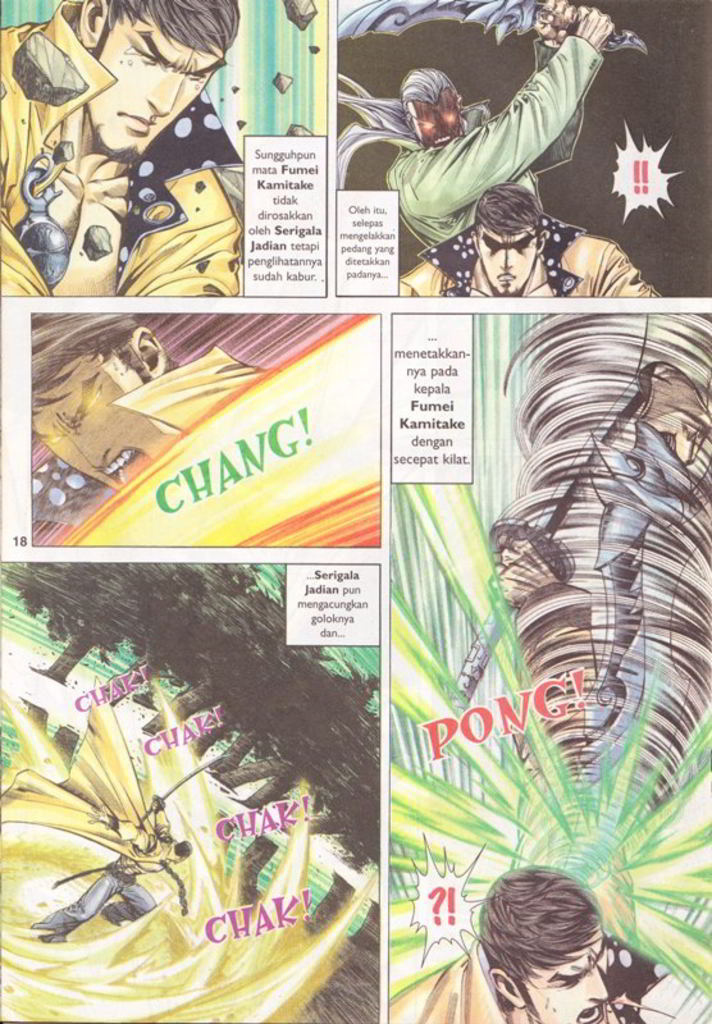 Sungguhpun
mata Fumei
Kamitake
tidak
dirosakkan
oleh Serigala
Jadian tetapi
penglihatannya
sudah kabur.
Oleh itu,
selepas
mengelakkan
pedang yang
ditetakkan
padanya...
!!
CHANG!
...
menetakkan-
nya pada
kepala
Fumei
Kamitake
dengan
secepat kilat.
PONG!
?!
18
...Serigala
Jadian pun
mengacungkan
goloknya
dan...
CHAK!
CHAK!
CHAK!
CHAK!